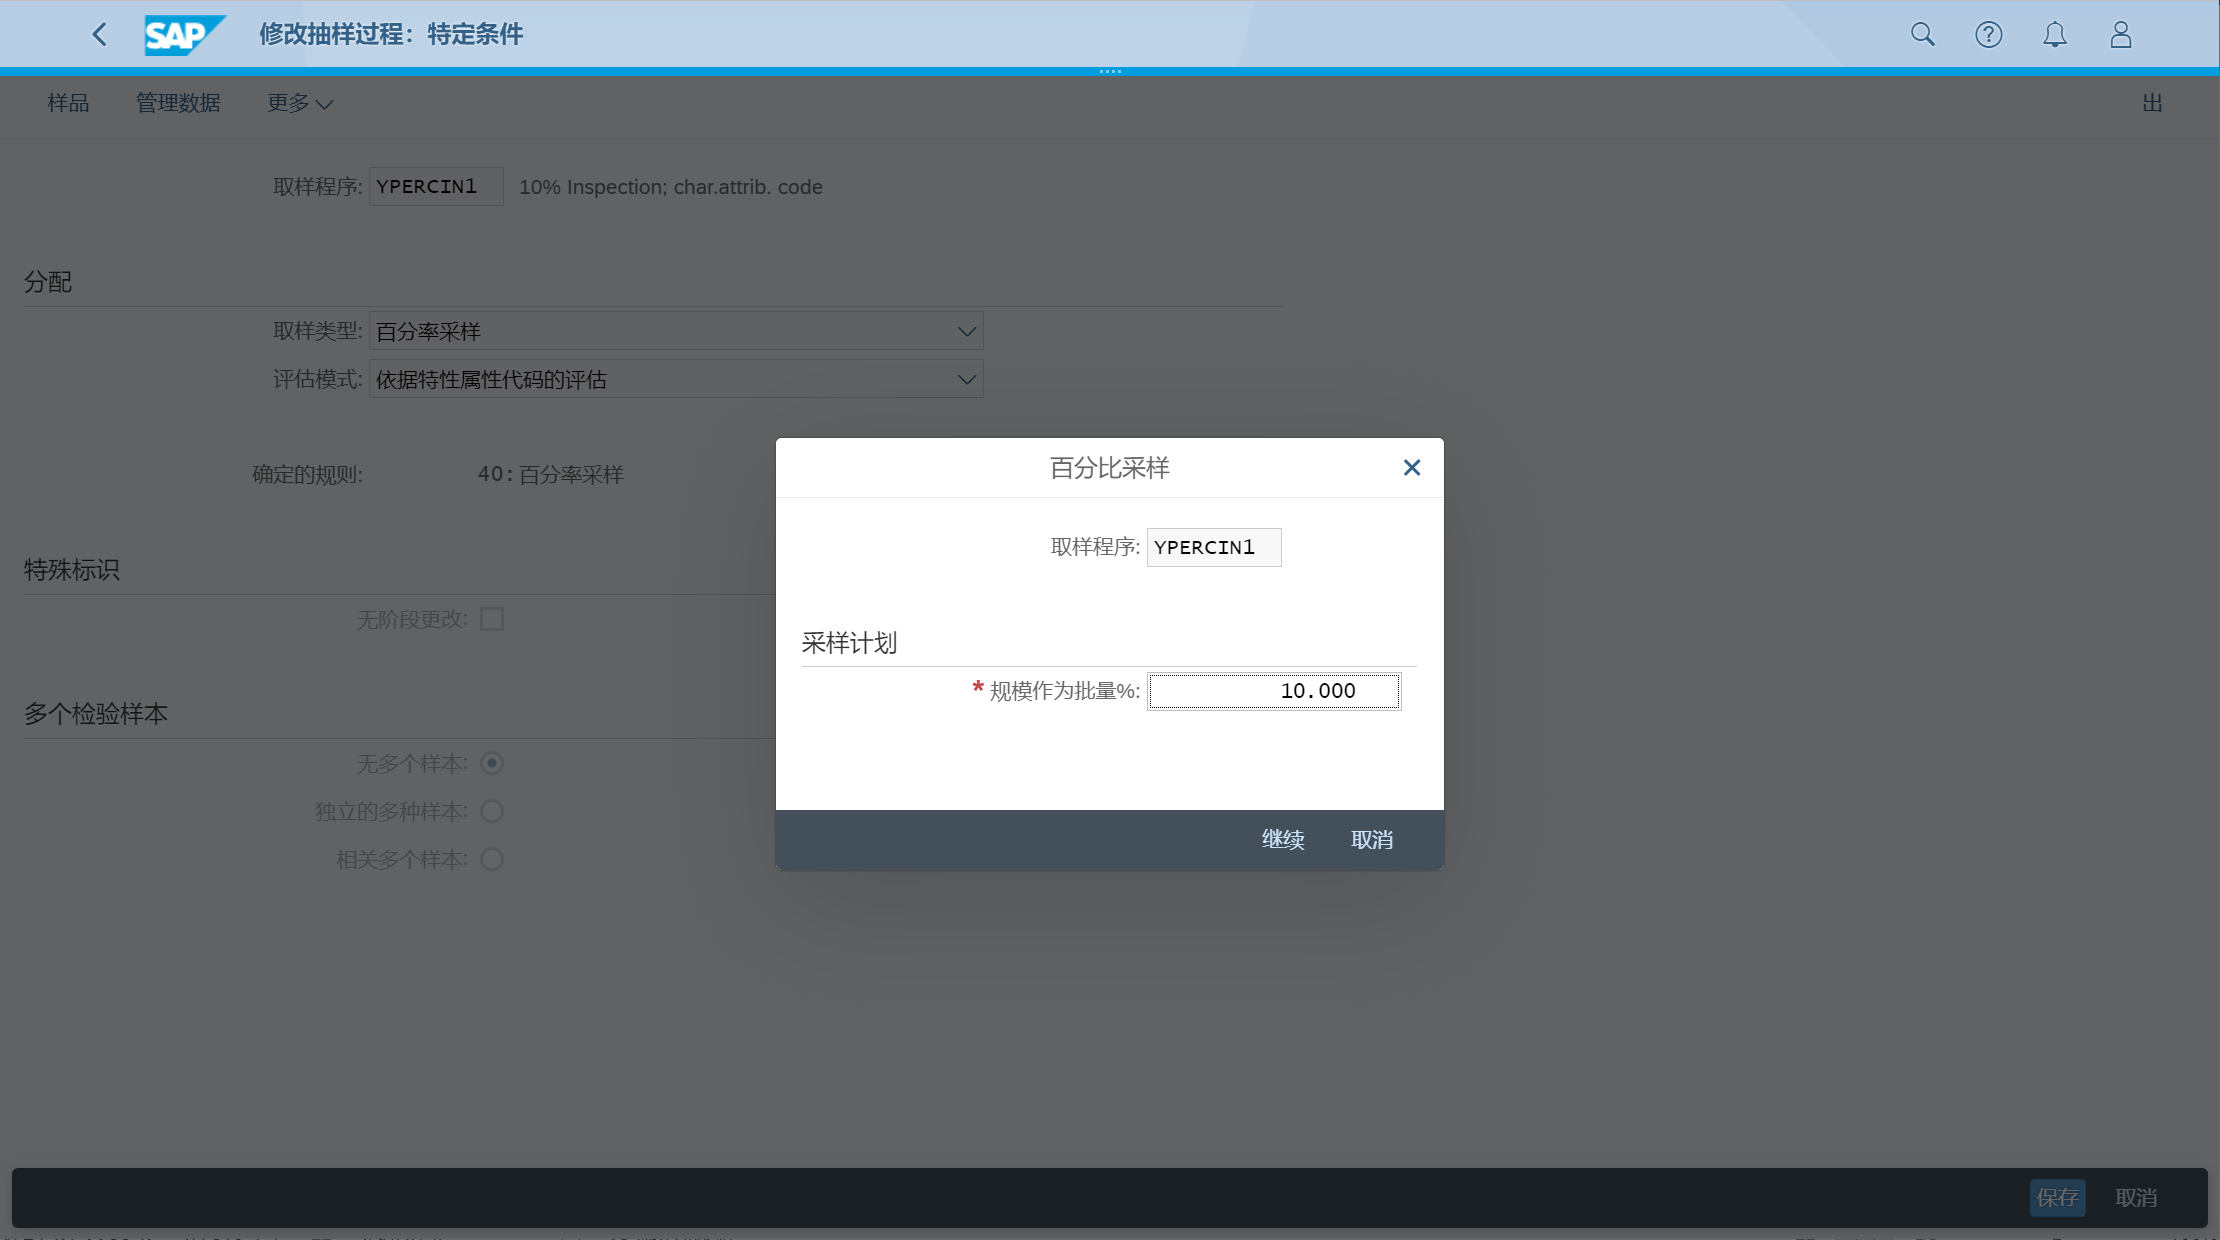 SAP 修改抽样过程：特定条件
样品 管理数据 更多 出
取样程序: YPERCIN1 10% Inspection; char.attrib. code
分配
取样类型: 百分率采样
评估模式: 依据特性属性代码的评估
确定的规则: 40: 百分率采样
特殊标识
无阶段更改:
多个检验样本
无多个样本:
独立的多种样本:
相关多个样本:
百分比采样
取样程序: YPERCIN1
采样计划
* 规模作为批量%: 10.000
继续 取消
保存 取消